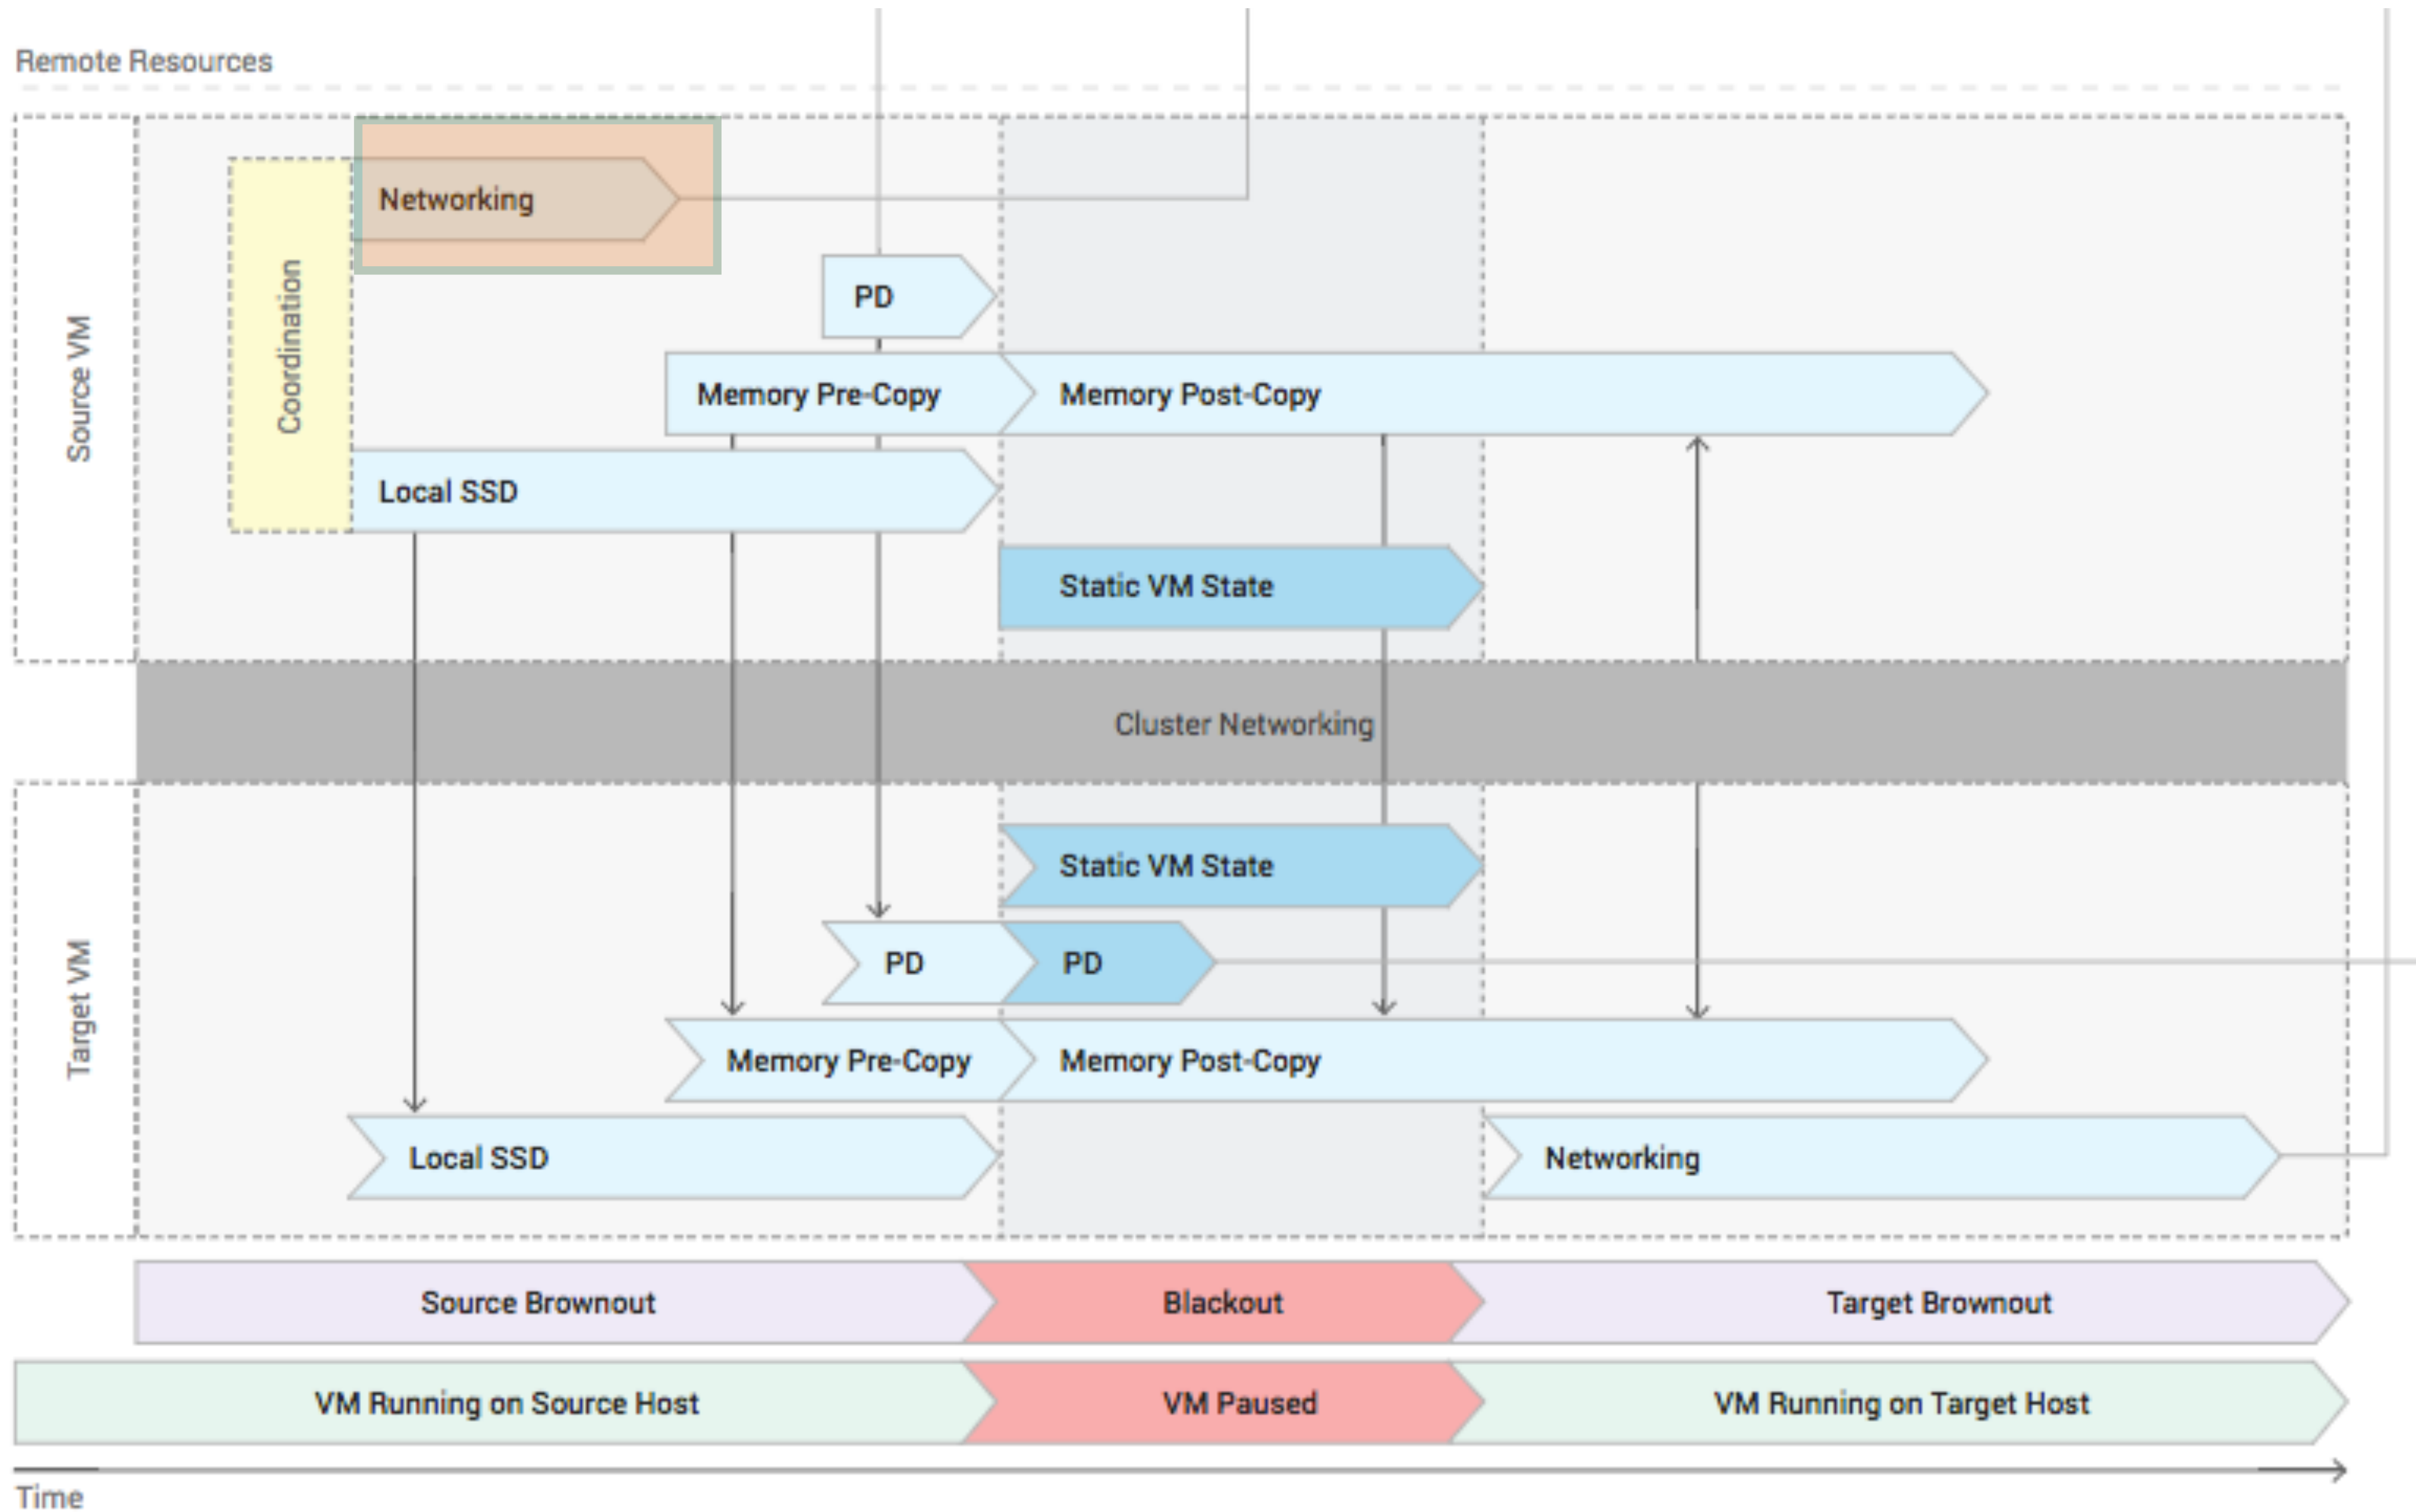 Remote Resources
Source VM
Coordination
Networking
PD
Memory Pre-Copy
Memory Post-Copy
Local SSD
Static VM State
Cluster Networking
Target VM
Static VM State
PD
PD
Memory Pre-Copy
Memory Post-Copy
Local SSD
Networking
Source Brownout
Blackout
Target Brownout
VM Running on Source Host
VM Paused
VM Running on Target Host
Time